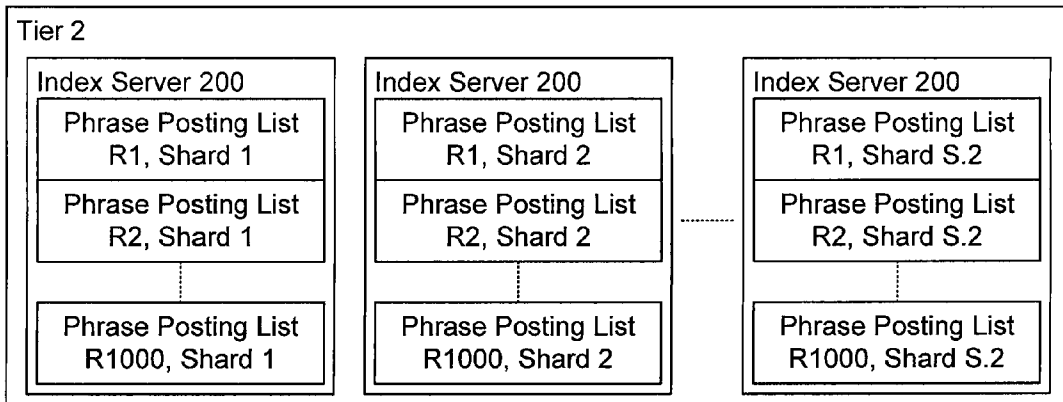 Tier 2
Index Server 200
Phrase Posting List
R1, Shard 1
Phrase Posting List
R2, Shard 1
Phrase Posting List
R1000, Shard 1
Index Server 200
Phrase Posting List
R1, Shard 2
Phrase Posting List
R2, Shard 2
Phrase Posting List
R1000, Shard 2
Index Server 200
Phrase Posting List
R1, Shard S.2
Phrase Posting List
R2, Shard S.2
Phrase Posting List
R1000, Shard S.2